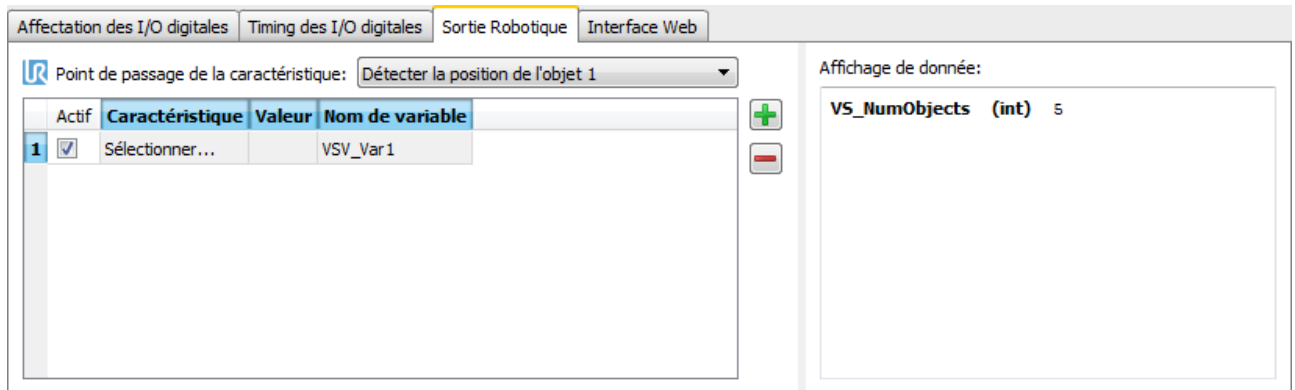 Affectation des I/O digitales Timing des I/O digitales Sortie Robotique Interface Web
UR Point de passage de la caractéristique: Détecter la position de l'objet 1
Actif Caractéristique Valeur Nom de variable
1 Sélectionner... VSV_Var1
Affichage de donnée:
VS_NumObjects (int) 5